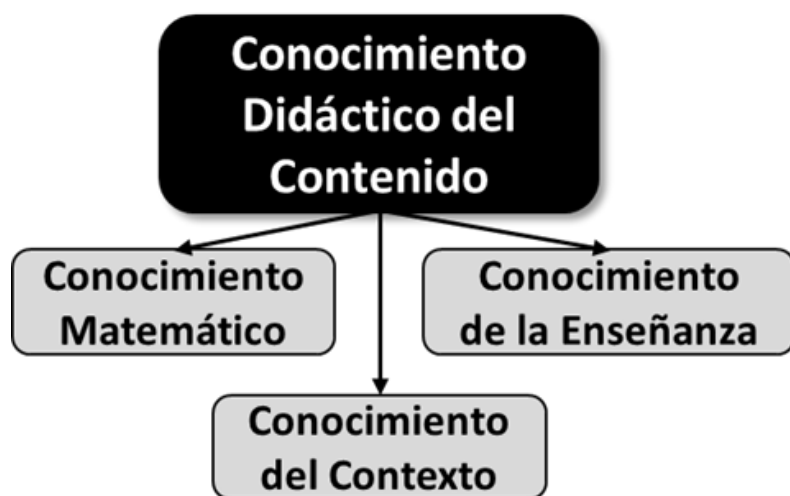 Conocimiento
Didáctico del
Contenido
Conocimiento
Matemático
Conocimiento
de la Enseñanza
Conocimiento
del Contexto